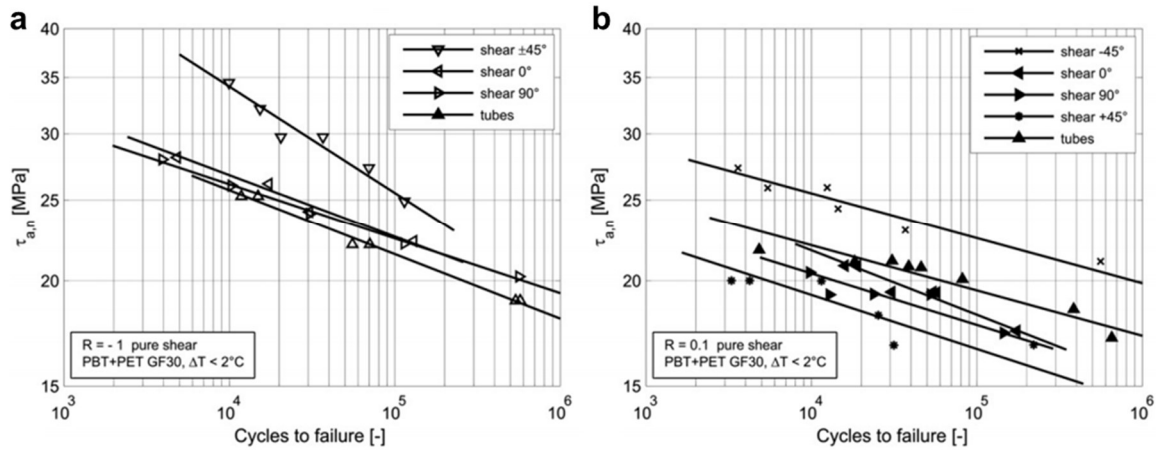 a
40
35
30
25
20
15
τa,n [MPa]
shear ±45°
shear 0°
shear 90°
tubes
R = - 1 pure shear
PBT+PET GF30, ΔT < 2°C
10^3
10^4
10^5
10^6
Cycles to failure [-]
b
40
35
30
25
20
15
τa,n [MPa]
shear -45°
shear 0°
shear 90°
shear +45°
tubes
R = 0.1 pure shear
PBT+PET GF30, ΔT < 2°C
10^3
10^4
10^5
10^6
Cycles to failure [-]